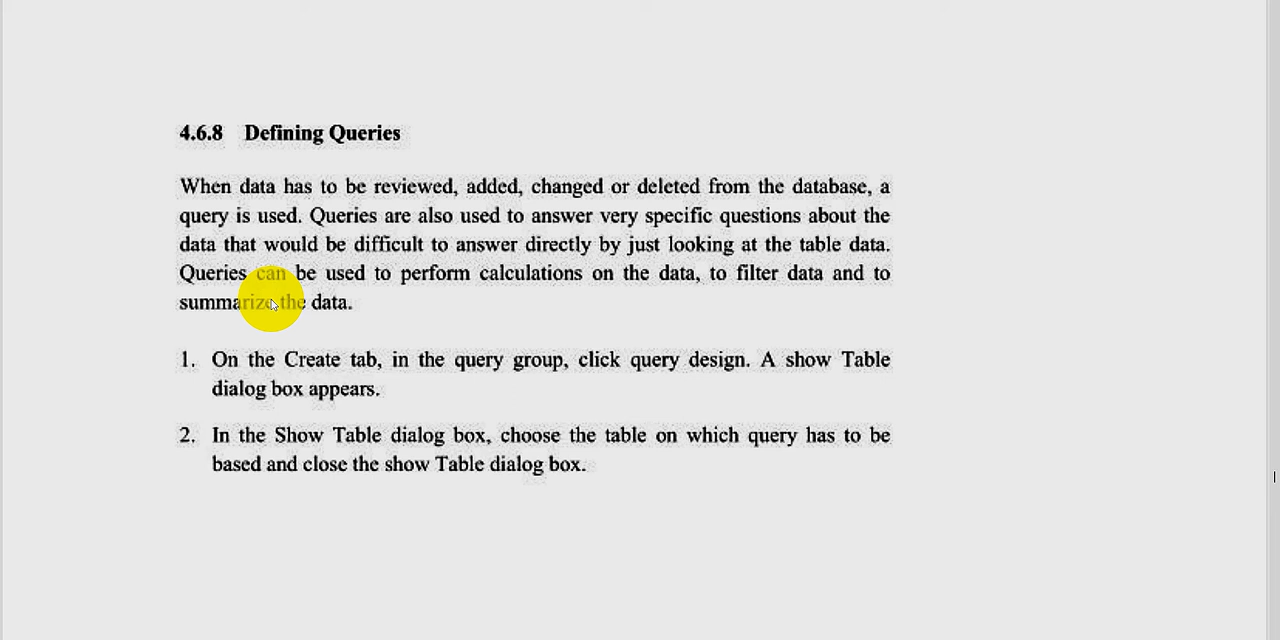 4.6.8 Defining Queries
When data has to be reviewed, added, changed or deleted from the database, a
query is used. Queries are also used to answer very specific questions about the
data that would be difficult to answer directly by just looking at the table data.
Queries can be used to perform calculations on the data, to filter data and to
summarize the data.
1. On the Create tab, in the query group, click query design. A show Table
dialog box appears.
2. In the Show Table dialog box, choose the table on which query has to be
based and close the show Table dialog box.